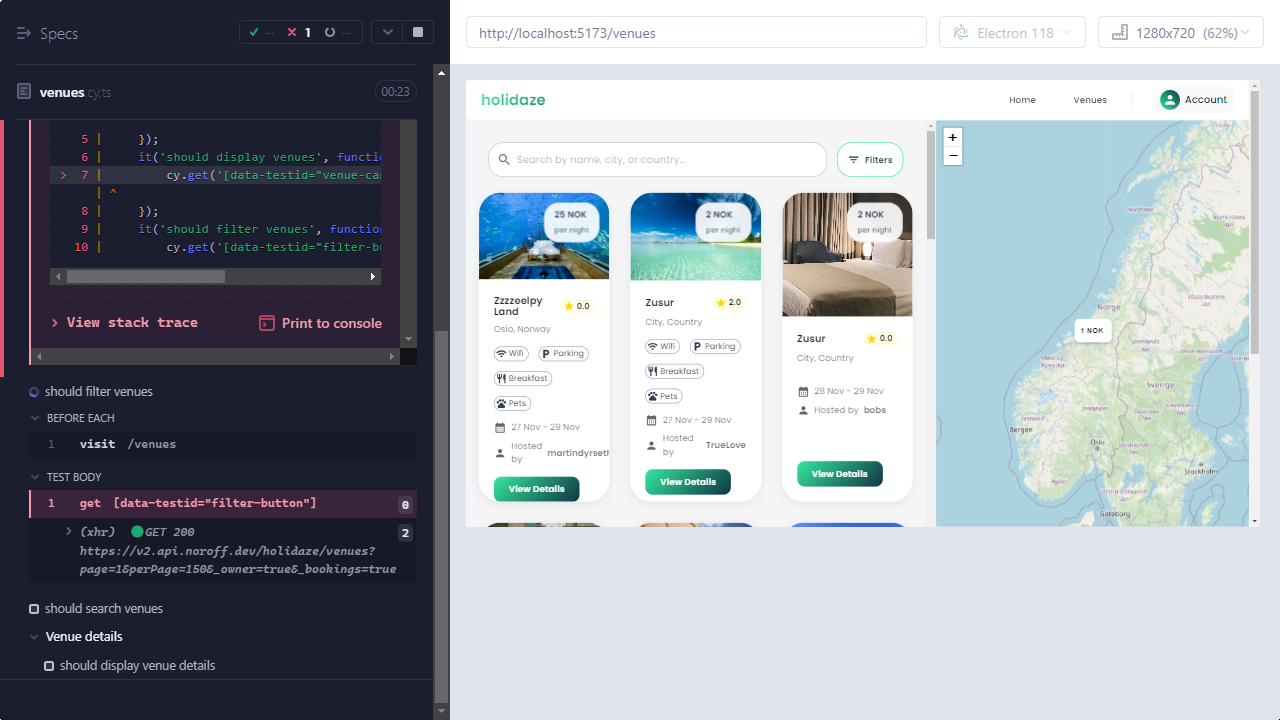 Specs
-- 1 --
venues.cy.ts
00:23
5 | });
6 | it('should display venues', functi
> 7 | cy.get('[data-testid="venue-ca
| ^
8 | });
9 | it('should filter venues', function
10 | cy.get('[data-testid="filter-bu
View stack trace
Print to console
should filter venues
BEFORE EACH
1 visit /venues
TEST BODY
1 get [data-testid="filter-button"] 0
(xhr) GET 200 2
https://v2.api.noroff.dev/holidaze/venues?
page=1&perPage=150&_owner=true&_bookings=true
should search venues
Venue details
should display venue details
http://localhost:5173/venues
Electron 118
1280x720 (62%)
holidaze
Home
Venues
Account
Search by name, city, or country...
Filters
25 NOK
per night
Zzzzeelpy
Land
0.0
Oslo, Norway
Wifi
Parking
Breakfast
Pets
27 Nov - 29 Nov
Hosted
by
martindyrseth
View Details
2 NOK
per night
Zusur
2.0
City, Country
Wifi
Parking
Breakfast
Pets
27 Nov - 29 Nov
Hosted
by
TrueLove
View Details
2 NOK
per night
Zusur
0.0
City, Country
28 Nov - 29 Nov
Hosted by bobs
View Details
+
−
Norge
1 NOK
Sverige
Bergen
Oslo
Stockholm
Göteborg